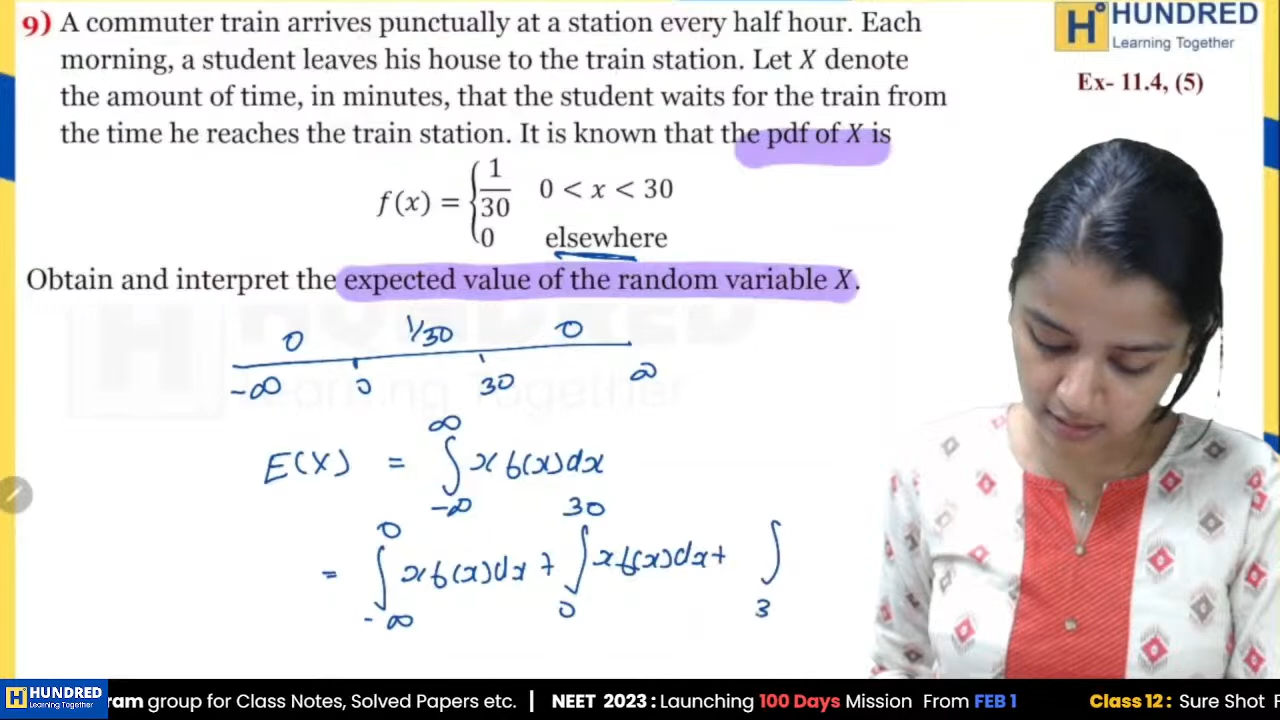 9) A commuter train arrives punctually at a station every half hour. Each
morning, a student leaves his house to the train station. Let X denote
the amount of time, in minutes, that the student waits for the train from
the time he reaches the train station. It is known that the pdf of X is
f(x) = { 1/30 0 < x < 30
0 elsewhere
Obtain and interpret the expected value of the random variable X.
HUNDRED
Learning Together
Ex- 11.4, (5)
0 1/30 0
-∞ 0 30 ∞
E(X) = ∫_{-∞}^{∞} x f(x) dx
= ∫_{-∞}^{0} x f(x) dx + ∫_{0}^{30} x f(x) dx + ∫_{3}
HUNDRED
Learning Together
ram group for Class Notes, Solved Papers etc. | NEET 2023 : Launching 100 Days Mission From FEB 1 Class 12 : Sure Shot